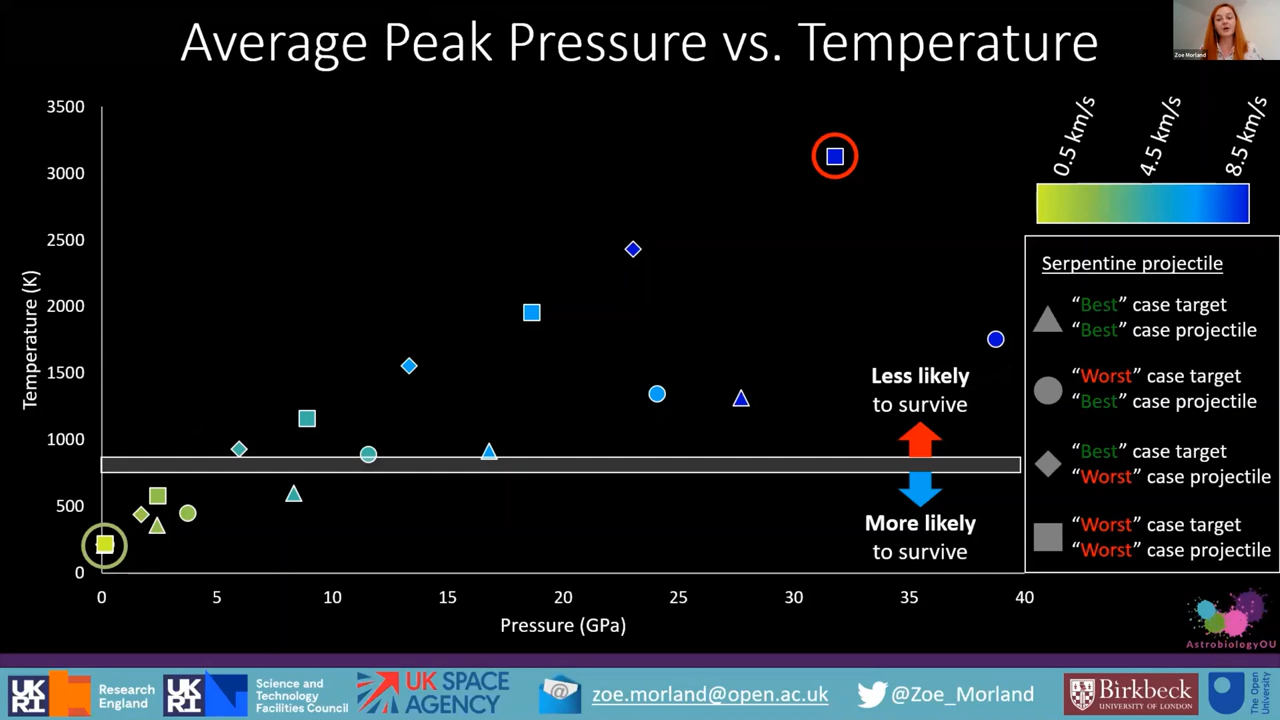 Average Peak Pressure vs. Temperature
Zoe Morland
3500
3000
2500
2000
1500
1000
500
0
Temperature (K)
0
5
10
15
20
25
30
35
40
Pressure (GPa)
Less likely
to survive
More likely
to survive
0.5 km/s
4.5 km/s
8.5 km/s
Serpentine projectile
“Best” case target
“Best” case projectile
“Worst” case target
“Best” case projectile
“Best” case target
“Worst” case projectile
“Worst” case target
“Worst” case projectile
AstrobiologyOU
UKRI
Research
England
UKRI
Science and
Technology
Facilities Council
UK SPACE
AGENCY
zoe.morland@open.ac.uk
@Zoe_Morland
Birkbeck
UNIVERSITY OF LONDON
The Open
University